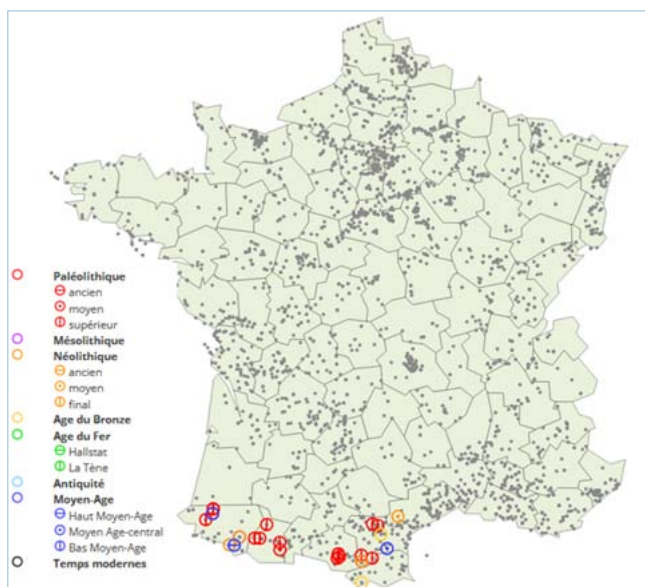 Paléolithique
ancien
moyen
supérieur
Mésolithique
Néolithique
ancien
moyen
final
Age du Bronze
Age du Fer
Hallstat
La Tène
Antiquité
Moyen-Age
Haut Moyen-Age
Moyen Age-central
Bas Moyen-Age
Temps modernes